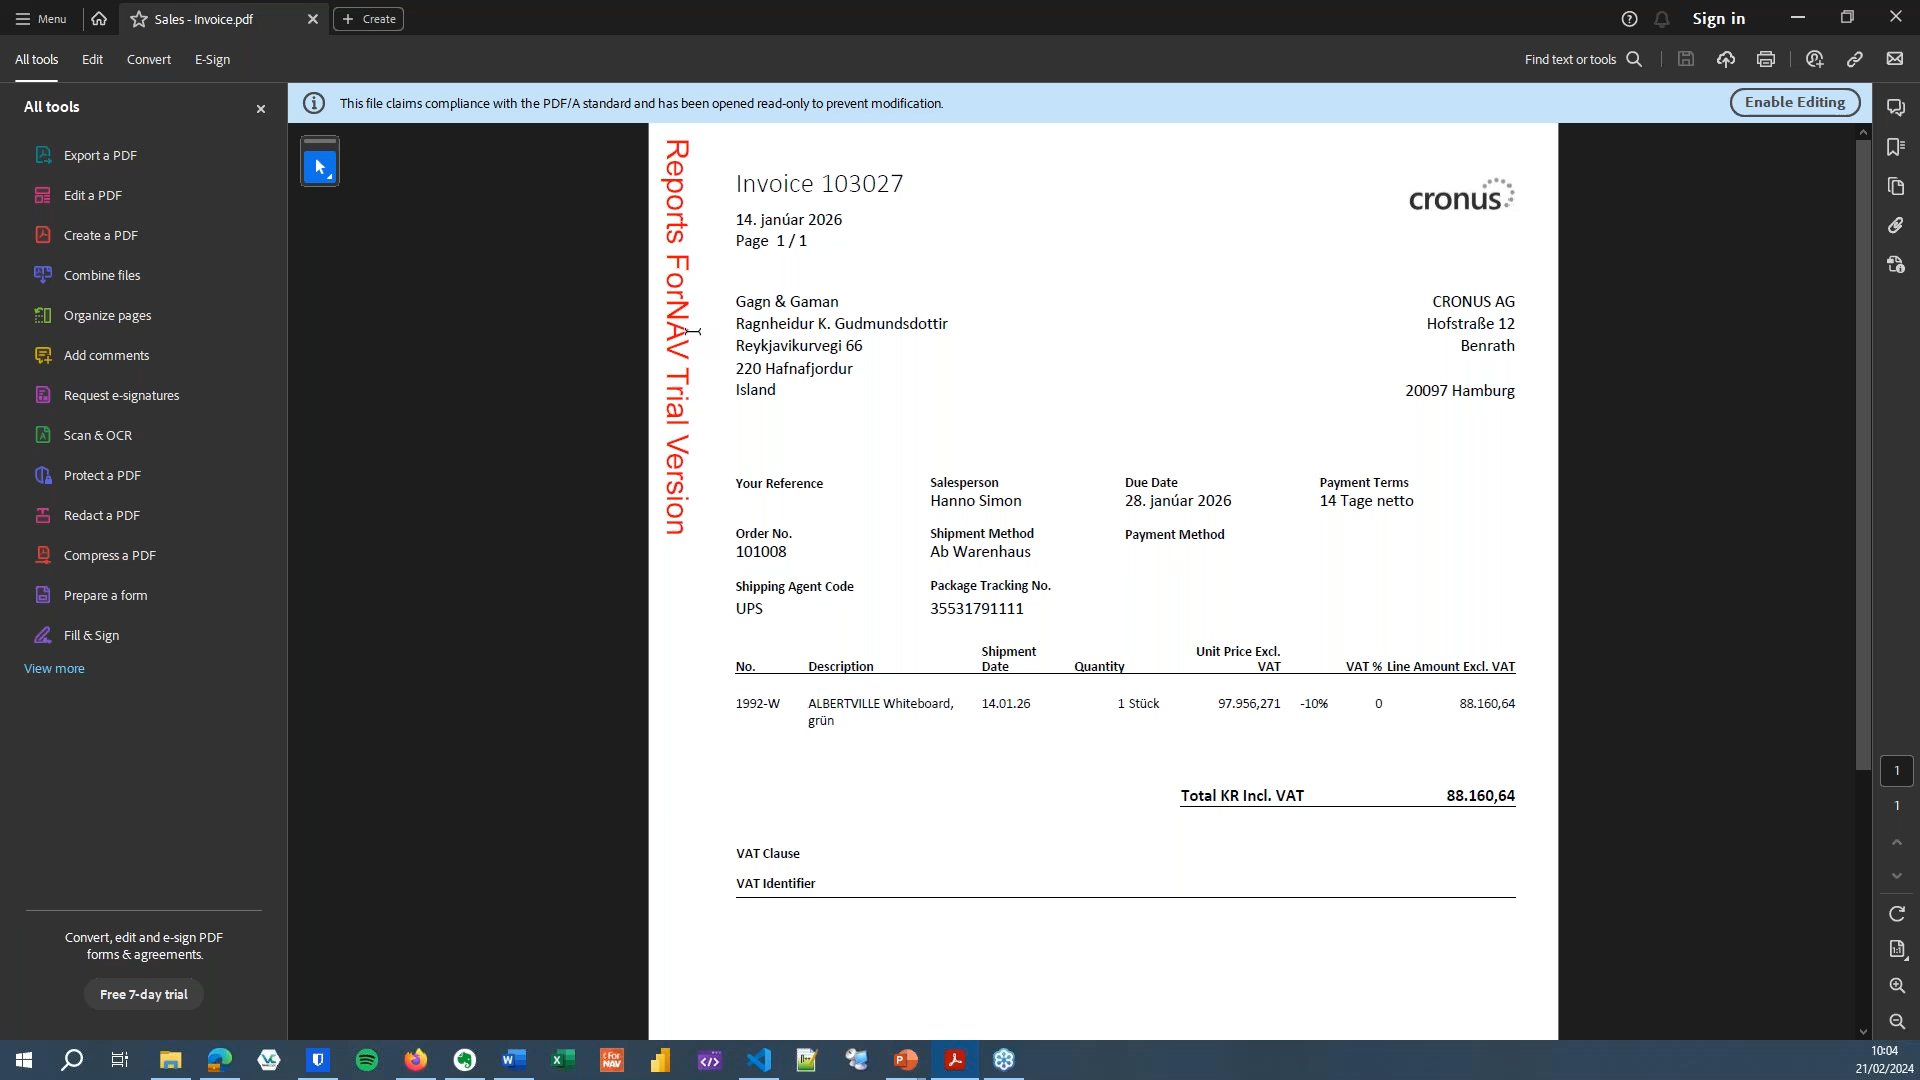 Menu
Sales - Invoice.pdf
Create
Sign in
All tools
Edit
Convert
E-Sign
Find text or tools
All tools
Export a PDF
Edit a PDF
Create a PDF
Combine files
Organize pages
Add comments
Request e-signatures
Scan & OCR
Protect a PDF
Redact a PDF
Compress a PDF
Prepare a form
Fill & Sign
View more
Convert, edit and e-sign PDF
forms & agreements.
Free 7-day trial
This file claims compliance with the PDF/A standard and has been opened read-only to prevent modification.
Enable Editing
Reports ForNAV Trial Version
Invoice 103027
14. janúar 2026
Page 1 / 1
cronus
Gagn & Gaman
Ragnheidur K. Gudmundsdottir
Reykjavikurvegi 66
220 Hafnafjordur
Island
CRONUS AG
Hofstraße 12
Benrath
20097 Hamburg
Your Reference
Salesperson
Hanno Simon
Due Date
28. janúar 2026
Payment Terms
14 Tage netto
Order No.
101008
Shipment Method
Ab Warenhaus
Payment Method
Shipping Agent Code
UPS
Package Tracking No.
35531791111
No. Description Shipment Date Quantity Unit Price Excl. VAT VAT % Line Amount Excl. VAT
1992-W ALBERTVILLE Whiteboard, 14.01.26 1 Stück 97.956,271 -10% 0 88.160,64
grün
Total KR Incl. VAT 88.160,64
VAT Clause
VAT Identifier
1
1
10:04
21/02/2024